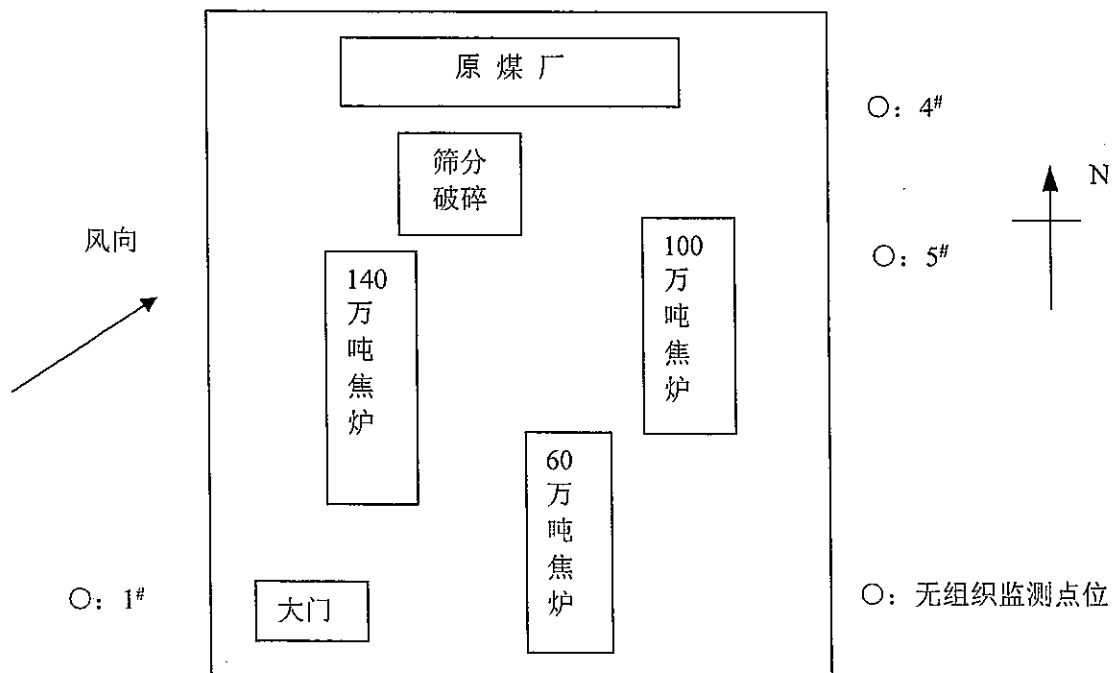 原煤厂
○：4#
筛分
破碎
N
风向
100
万
吨
焦
炉
○：5#
140
万
吨
焦
炉
60
万
吨
焦
炉
○：1#
大门
○：无组织监测点位